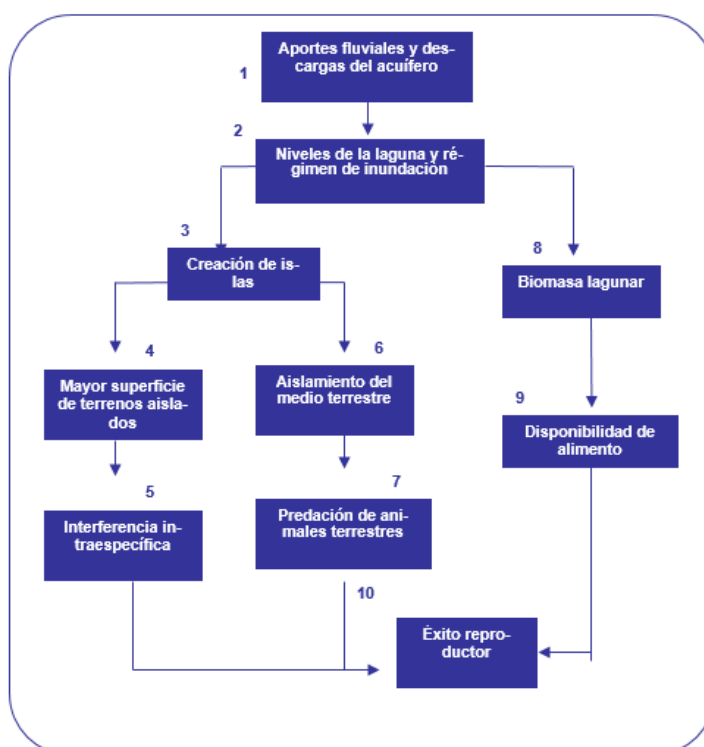 1
Aportes fluviales y des-
cargas del acuífero
2
Niveles de la laguna y ré-
gimen de inundación
3
Creación de is-
las
8
Biomasa lagunar
4
Mayor superficie
de terrenos aisla-
dos
6
Aislamiento del
medio terrestre
9
Disponibilidad de
alimento
5
Interferencia in-
traespecífica
7
Predación de ani-
males terrestres
10
Éxito repro-
ductor